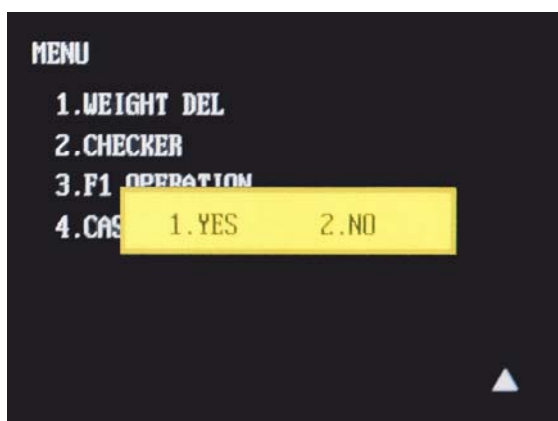 MENU
1.WEIGHT DEL
2.CHECKER
3.F1 OPERATION
4.CAS
1.YES 2.NO